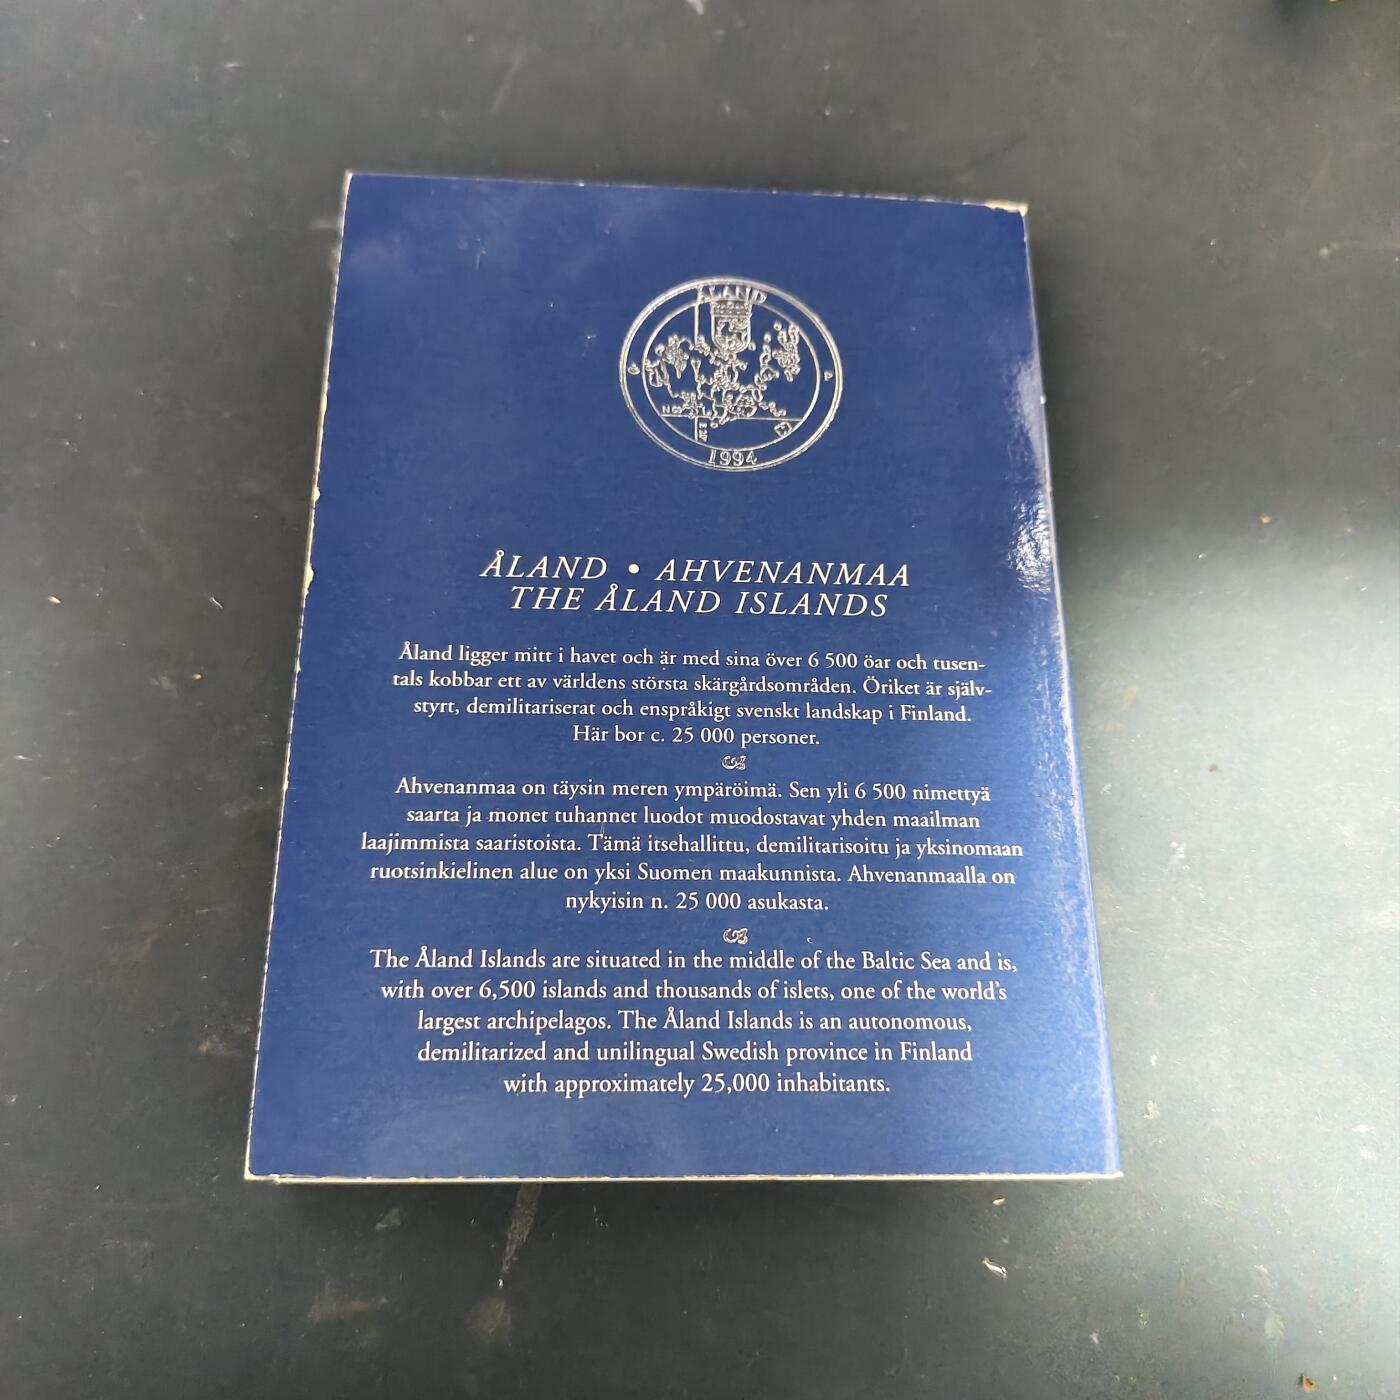 ÅLAND
1994
ÅLAND • AHVENANMAA
THE ÅLAND ISLANDS
Åland ligger mitt i havet och är med sina över 6 500 öar och tusen-
tals kobbar ett av världens största skärgårdsområden. Öriket är själv-
styrt, demilitariserat och enspråkigt svenskt landskap i Finland.
Här bor c. 25 000 personer.
Ahvenanmaa on täysin meren ympäröimä. Sen yli 6 500 nimettyä
saarta ja monet tuhannet luodot muodostavat yhden maailman
laajimmista saaristoista. Tämä itsehallittu, demilitarisoitu ja yksinomaan
ruotsinkielinen alue on yksi Suomen maakunnista. Ahvenanmaalla on
nykyisin n. 25 000 asukasta.
The Åland Islands are situated in the middle of the Baltic Sea and is,
with over 6,500 islands and thousands of islets, one of the world's
largest archipelagos. The Åland Islands is an autonomous,
demilitarized and unilingual Swedish province in Finland
with approximately 25,000 inhabitants.